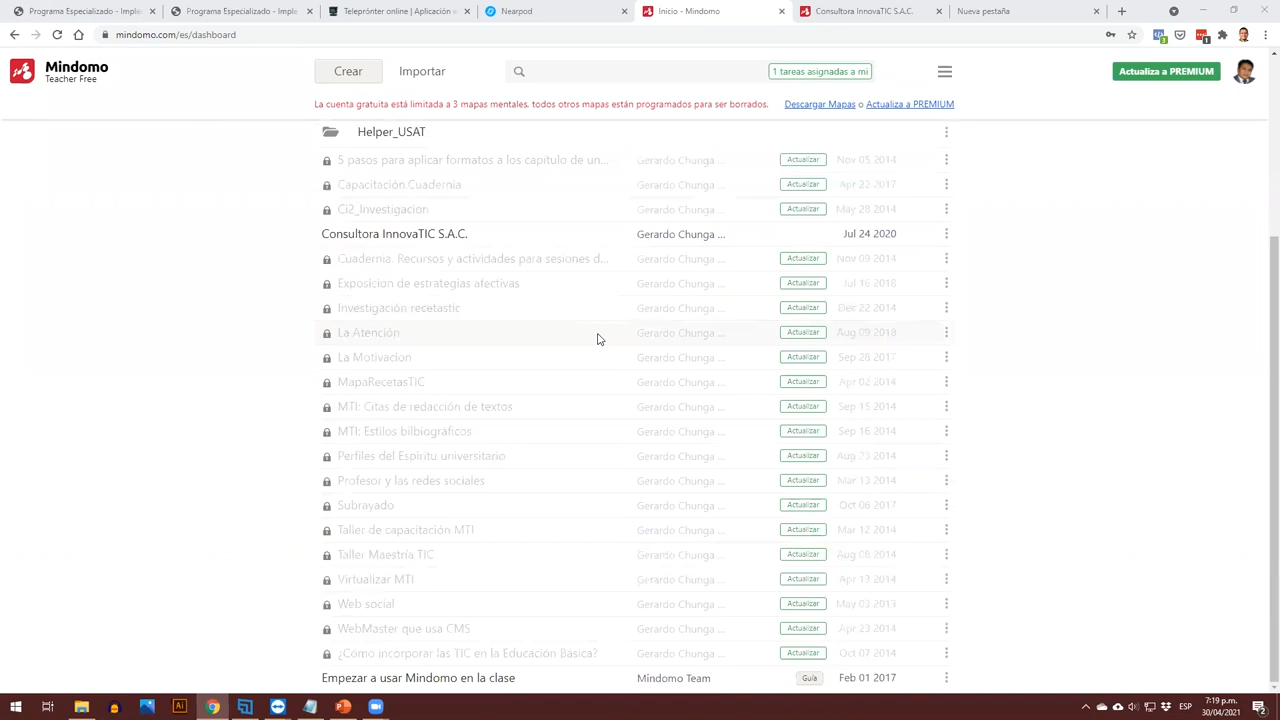 Programa Especializado - Imple
Programa Especializado - Imple
Teleprónter online | Aplicación
Nearpod
Inicio - Mindomo
Consultora InnovaTIC S.A.C.
Nueva pestaña
mindomo.com/es/dashboard
Mindomo
Teacher Free
Crear
Importar
1 tareas asignadas a mi
Actualiza a PREMIUM
La cuenta gratuita está limitada a 3 mapas mentales, todos otros mapas están programados para ser borrados. Descargar Mapas o Actualiza a PREMIUM
Helper_USAT
5 pasos para aplicar formatos a los capítulo de un... Gerardo Chunga ... Actualizar Nov 05 2014
Capacitación Cuadernia Gerardo Chunga ... Actualizar Apr 22 2017
Ci2_Investigacion Gerardo Chunga ... Actualizar May 28 2014
Consultora InnovaTIC S.A.C. Gerardo Chunga ... Jul 24 2020
Cuadernia. Recursos y actividades para sesiones d... Gerardo Chunga ... Actualizar Nov 09 2014
Exposicion de estrategias afectivas Gerardo Chunga ... Actualizar Jul 16 2018
Investigación recetastic Gerardo Chunga ... Actualizar Dec 22 2014
La Atención Gerardo Chunga ... Actualizar Aug 09 2018
La Motivacion Gerardo Chunga ... Actualizar Sep 28 2017
MapaRecetasTIC Gerardo Chunga ... Actualizar Apr 02 2014
MTI: Citas de redacción de textos Gerardo Chunga ... Actualizar Sep 15 2014
MTI: Estilos bilbiográficos Gerardo Chunga ... Actualizar Sep 16 2014
Perfiles del Espíritu universitario Gerardo Chunga ... Actualizar Aug 23 2014
Profesor y las redes sociales Gerardo Chunga ... Actualizar Mar 13 2014
Subrayado Gerardo Chunga ... Actualizar Oct 06 2017
Taller de capacitación MTI Gerardo Chunga ... Actualizar Mar 12 2014
Taller Maestría TIC Gerardo Chunga ... Actualizar Aug 08 2014
Virtualizar MTI Gerardo Chunga ... Actualizar Apr 19 2014
Web social Gerardo Chunga ... Actualizar May 03 2013
WebMaster que usa CMS Gerardo Chunga ... Actualizar Apr 23 2014
¿Como incorporar las TIC en la Educación Básica? Gerardo Chunga ... Actualizar Oct 07 2014
Empezar a usar Mindomo en la clase Mindomo Team Guía Feb 01 2017
ESP
7:19 p.m.
30/04/2021
2